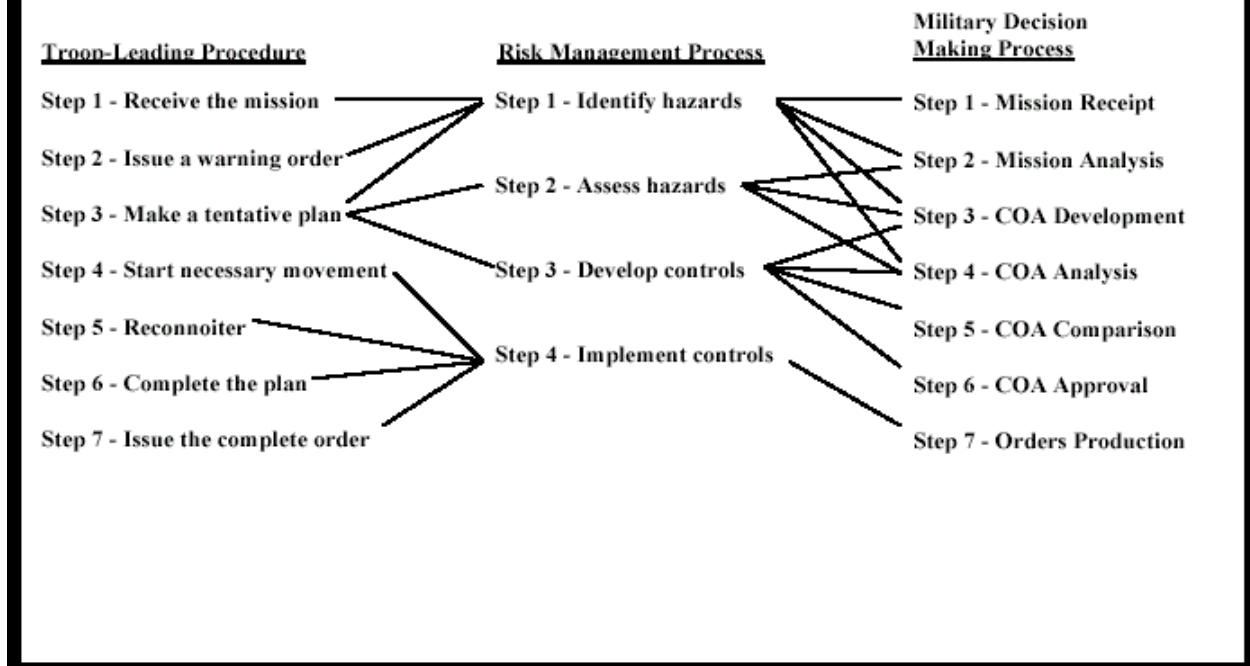 Troop-Leading Procedure
Risk Management Process
Military Decision
Making Process
Step 1 - Receive the mission
Step 2 - Issue a warning order
Step 3 - Make a tentative plan
Step 4 - Start necessary movement
Step 5 - Reconnoiter
Step 6 - Complete the plan
Step 7 - Issue the complete order
Step 1 - Identify hazards
Step 2 - Assess hazards
Step 3 - Develop controls
Step 4 - Implement controls
Step 1 - Mission Receipt
Step 2 - Mission Analysis
Step 3 - COA Development
Step 4 - COA Analysis
Step 5 - COA Comparison
Step 6 - COA Approval
Step 7 - Orders Production